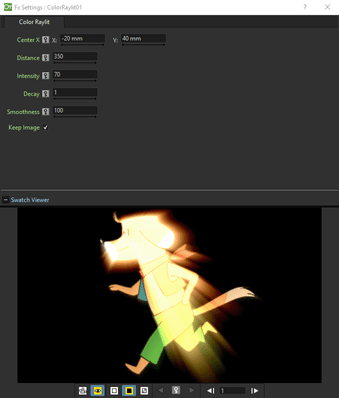 Fx Settings : ColorRaylit01
Color Raylit
Center X X: -20 mm Y: 40 mm
Distance 350
Intensity 70
Decay 1
Smoothness 100
Keep Image
Swatch Viewer
1